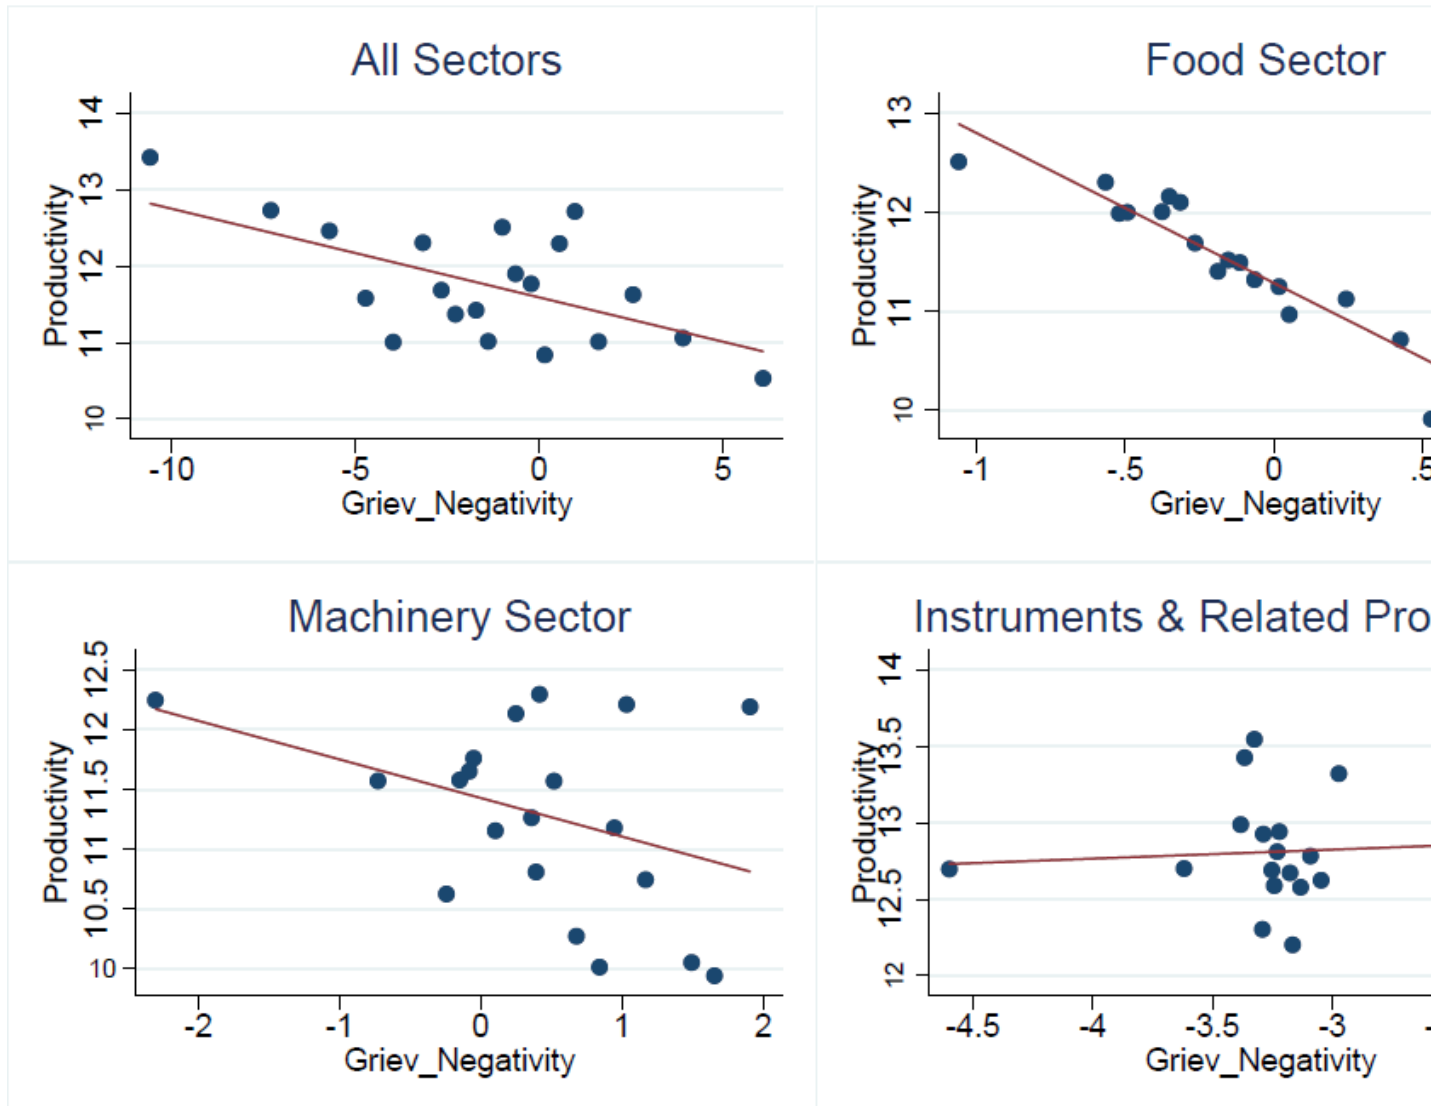 All Sectors
Productivity
14
13
12
11
10
-10 -5 0 5
Griev_Negativity
Food Sector
Productivity
13
12
11
10
-1 -.5 0 .5
Griev_Negativity
Machinery Sector
Productivity
12.5
12
11.5
11
10.5
10
-2 -1 0 1 2
Griev_Negativity
Instruments & Related Pro
Productivity
14
13.5
13
12.5
12
-4.5 -4 -3.5 -3 -
Griev_Negativity